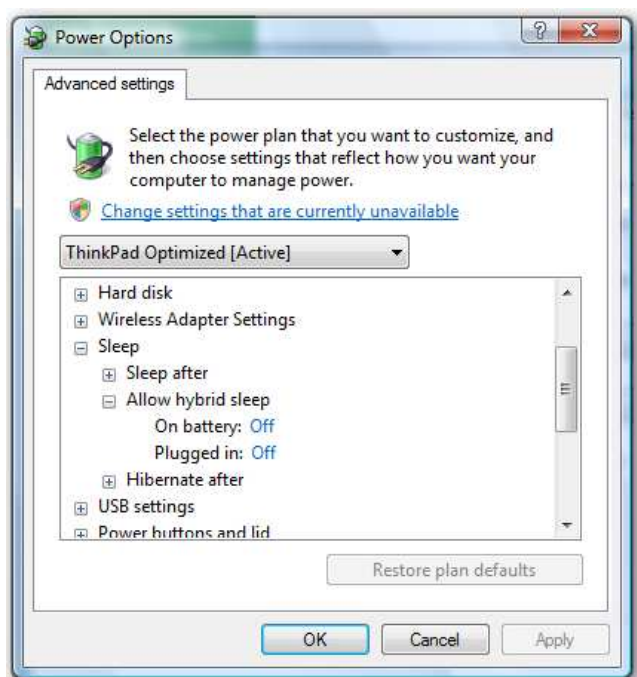 Power Options
Advanced settings
Select the power plan that you want to customize, and
then choose settings that reflect how you want your
computer to manage power.
Change settings that are currently unavailable
ThinkPad Optimized [Active]
Hard disk
Wireless Adapter Settings
Sleep
Sleep after
Allow hybrid sleep
On battery: Off
Plugged in: Off
Hibernate after
USB settings
Power buttons and lid
Restore plan defaults
OK Cancel Apply